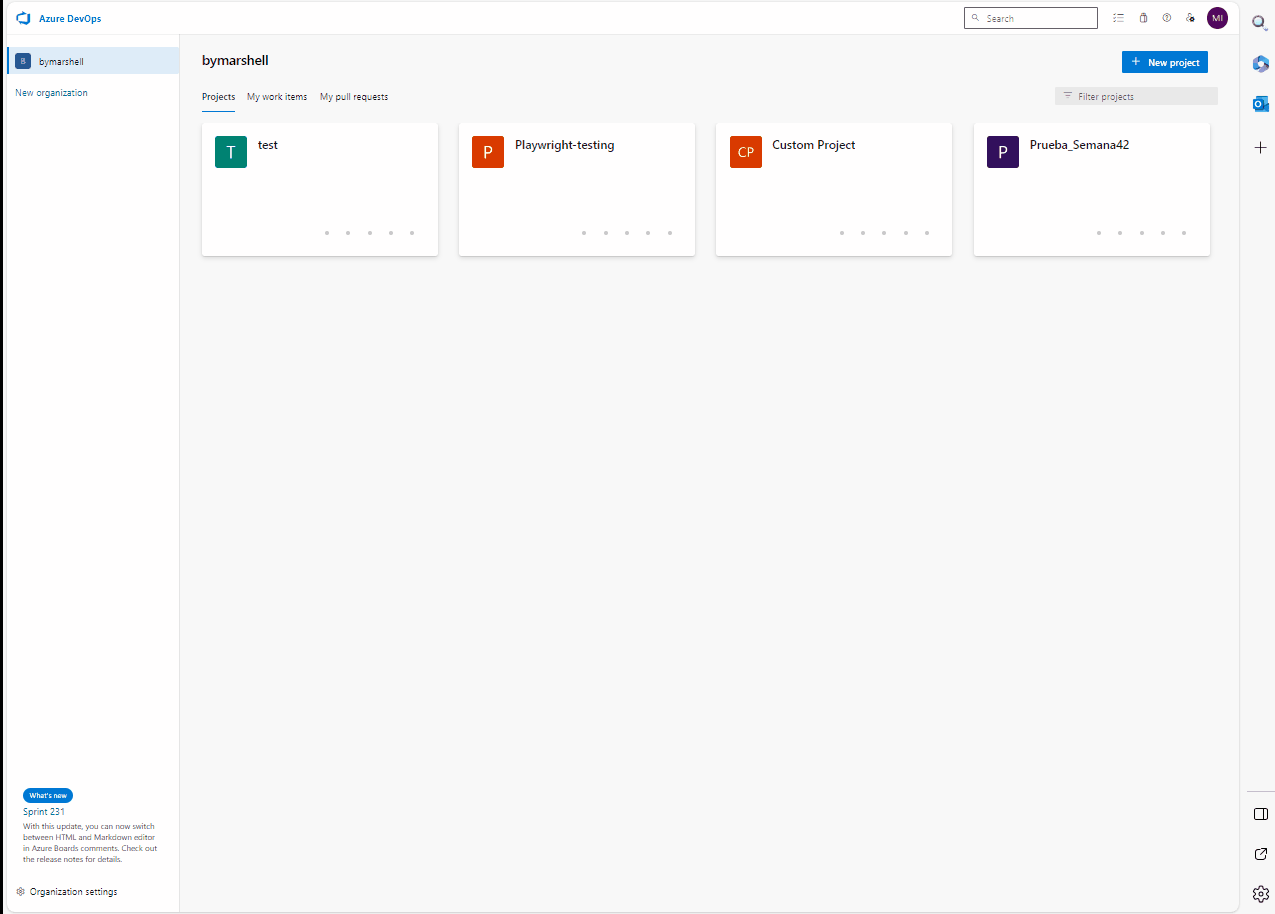 Azure DevOps
Search
MI
B bymarshell
New organization
bymarshell
New project
Projects My work items My pull requests
Filter projects
T test
P Playwright-testing
CP Custom Project
P Prueba_Semana42
What's new
Sprint 231
With this update, you can now switch
between HTML and Markdown editor
in Azure Boards comments. Check out
the release notes for details.
Organization settings